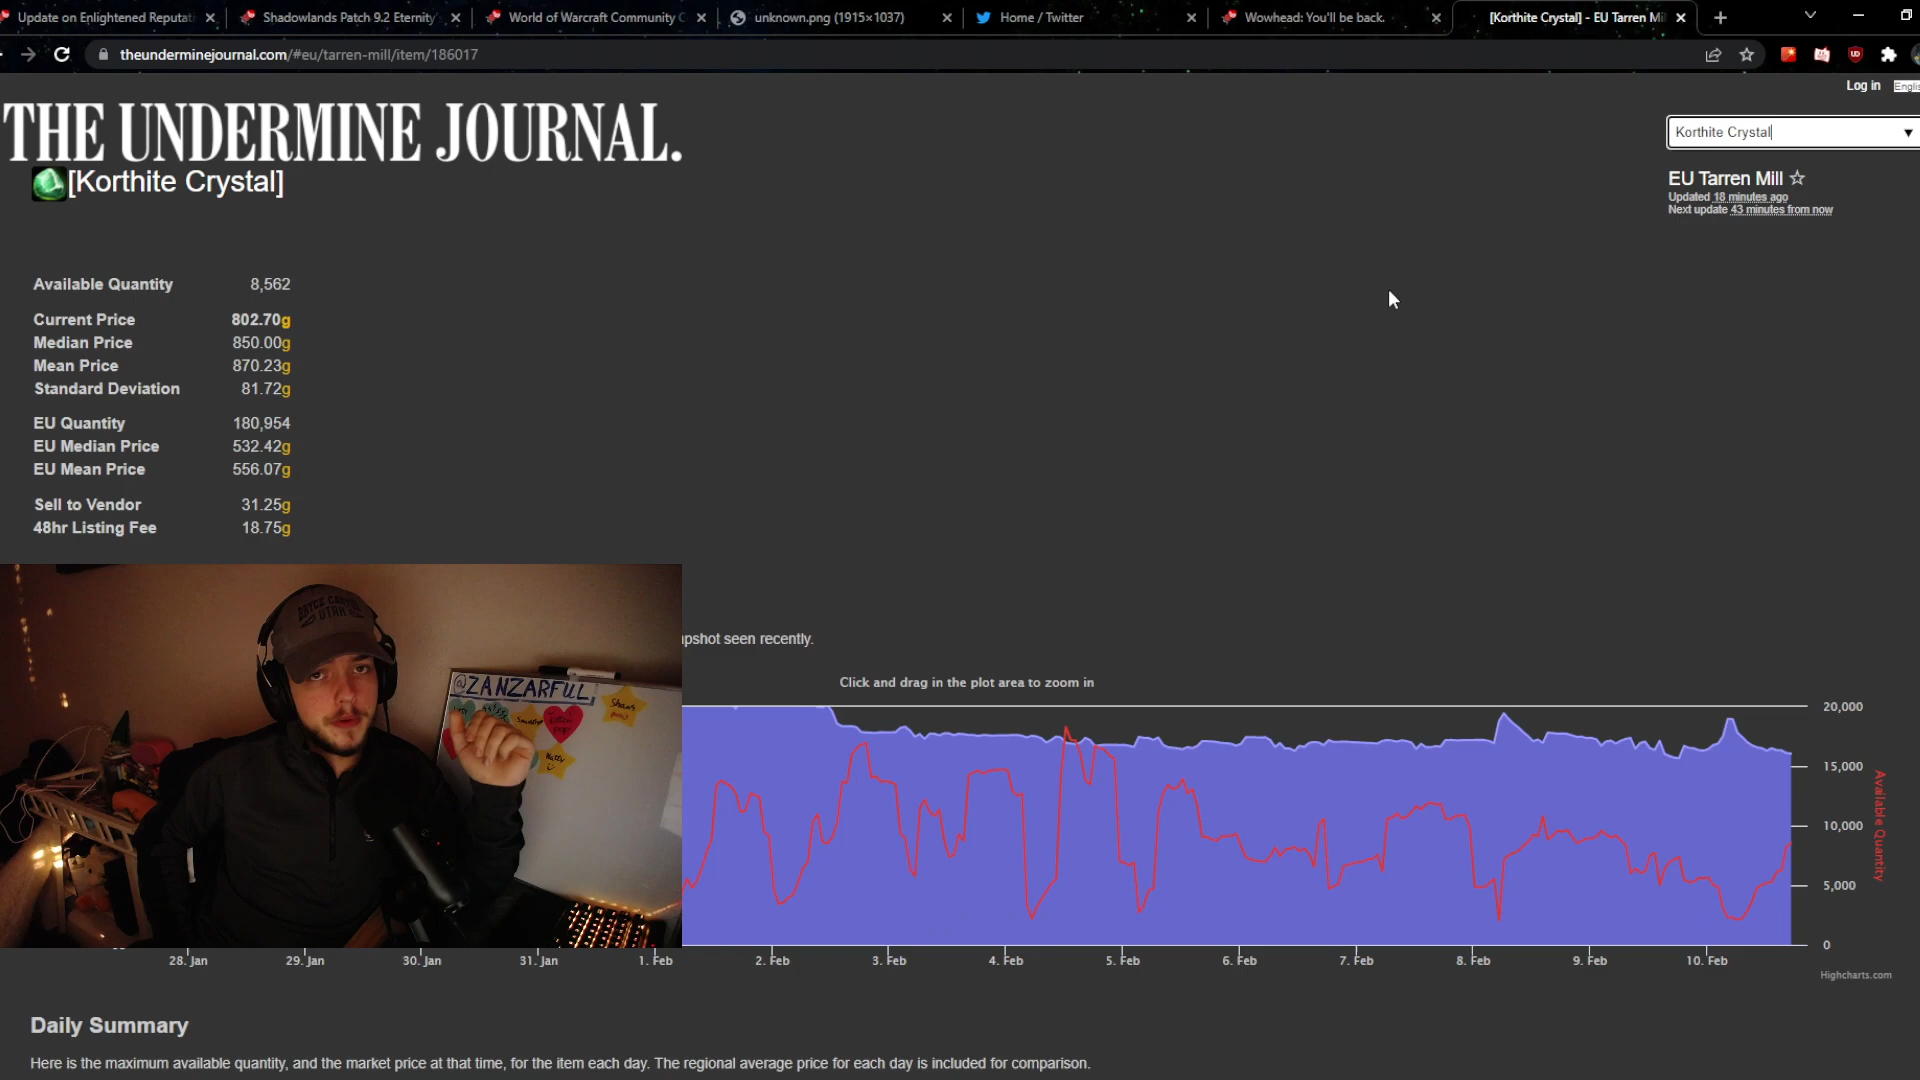 Update on Enlightened Reputat
Shadowlands Patch 9.2 Eternity'
World of Warcraft Community C
unknown.png (1915×1037)
Home / Twitter
Wowhead: You'll be back.
[Korthite Crystal] - EU Tarren Mi
theunderminejournal.com/#eu/tarren-mill/item/186017
Log in
Englis
THE UNDERMINE JOURNAL.
Korthite Crystal
[Korthite Crystal]
EU Tarren Mill ☆
Updated 18 minutes ago
Next update 43 minutes from now
Available Quantity 8,562
Current Price 802.70g
Median Price 850.00g
Mean Price 870.23g
Standard Deviation 81.72g
EU Quantity 180,954
EU Median Price 532.42g
EU Mean Price 556.07g
Sell to Vendor 31.25g
48hr Listing Fee 18.75g
pshot seen recently.
Click and drag in the plot area to zoom in
BRYCE CANYON
UTAH
@ZANZARFUL
20,000
15,000
10,000
5,000
0
Available Quantity
28. Jan
29. Jan
30. Jan
31. Jan
1. Feb
2. Feb
3. Feb
4. Feb
5. Feb
6. Feb
7. Feb
8. Feb
9. Feb
10. Feb
Highcharts.com
Daily Summary
Here is the maximum available quantity, and the market price at that time, for the item each day. The regional average price for each day is included for comparison.